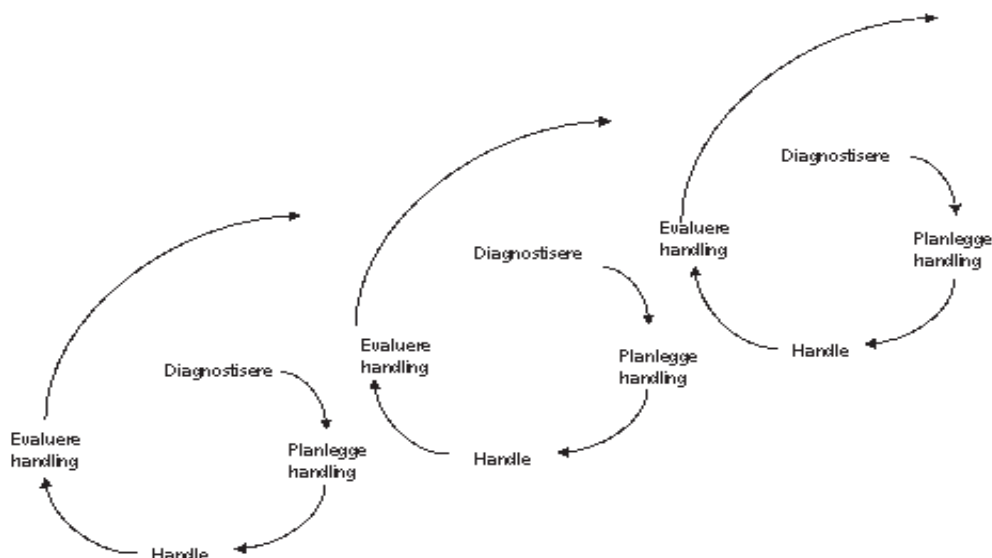 Diagnostisere
Planlegge
handling
Handle
Evaluere
handling
Diagnostisere
Planlegge
handling
Handle
Evaluere
handling
Diagnostisere
Planlegge
handling
Handle
Evaluere
handling